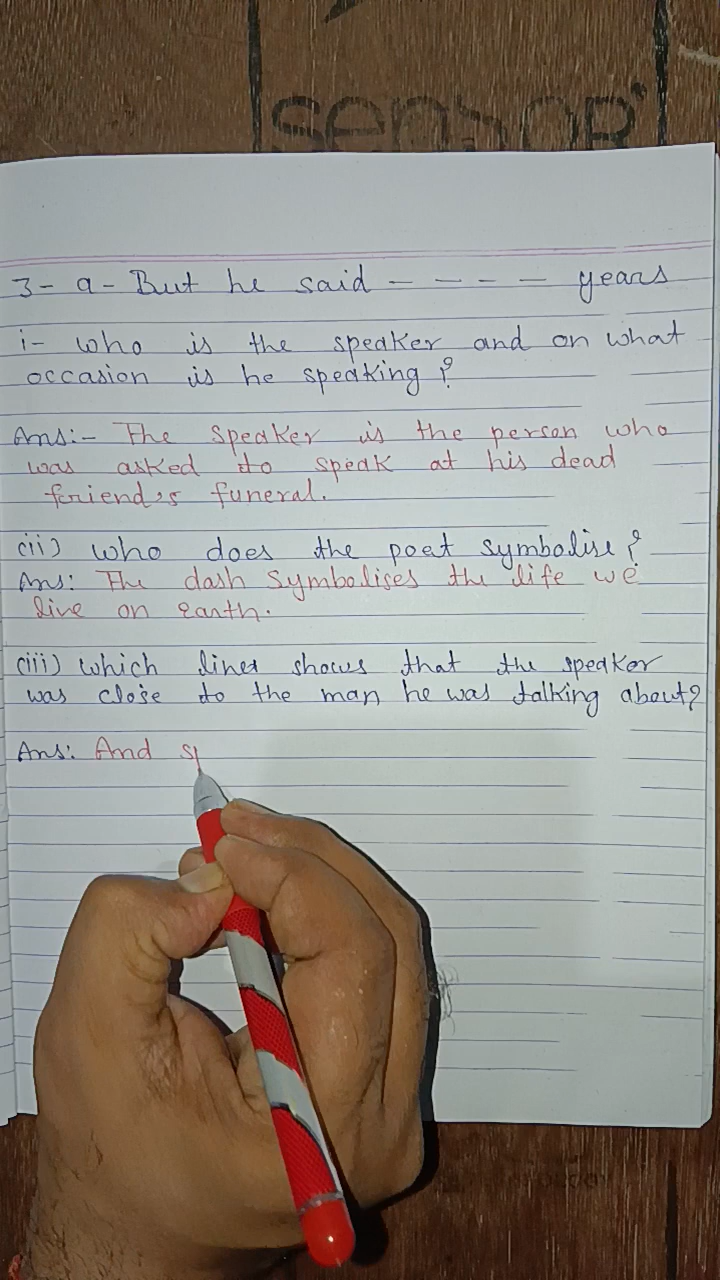 3- a- But he said - - - - years
i- who is the speaker and on what
occasion is he speaking?
Ans:- The speaker is the person who
was asked to speak at his dead
friend's funeral.
(ii) who does the poet symbolise?
Ans: The dash symbolises the life we
live on earth.
(iii) which lines shows that the speaker
was close to the man he was talking about?
Ans: And sp